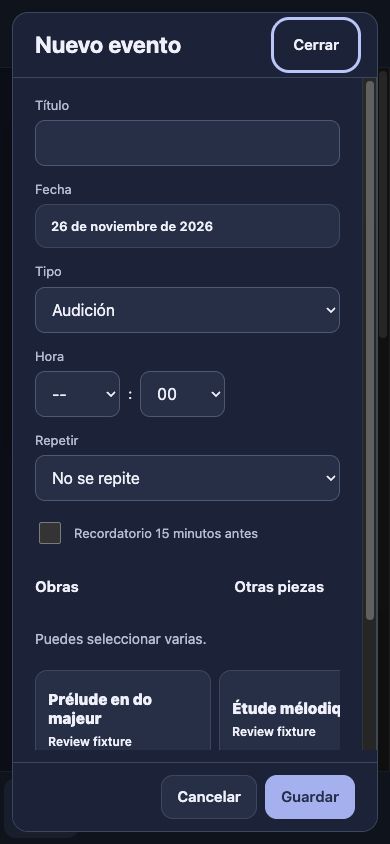 Nuevo evento
Cerrar
Título
Fecha
26 de noviembre de 2026
Tipo
Audición
Hora
--
:
00
Repetir
No se repite
Recordatorio 15 minutos antes
Obras
Otras piezas
Puedes seleccionar varias.
Prélude en do
majeur
Review fixture
Étude mélodiq
Review fixture
Cancelar
Guardar